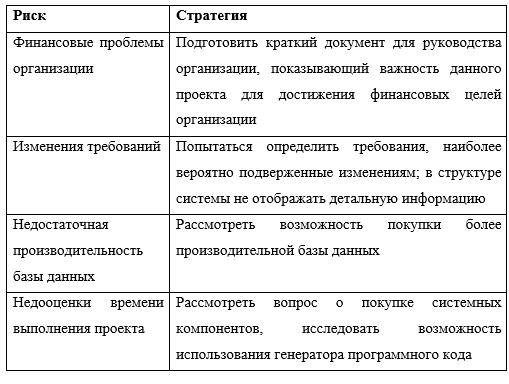 Риск Стратегия
Финансовые проблемы Подготовить краткий документ для руководства
организации организации, показывающий важность данного
проекта для достижения финансовых целей
организации
Изменения требований Попытаться определить требования, наиболее
вероятно подверженные изменениям; в структуре
системы не отображать детальную информацию
Недостаточная Рассмотреть возможность покупки более
производительность производительной базы данных
базы данных
Недооценки времени Рассмотреть вопрос о покупке системных
выполнения проекта компонентов, исследовать возможность
использования генератора программного кода